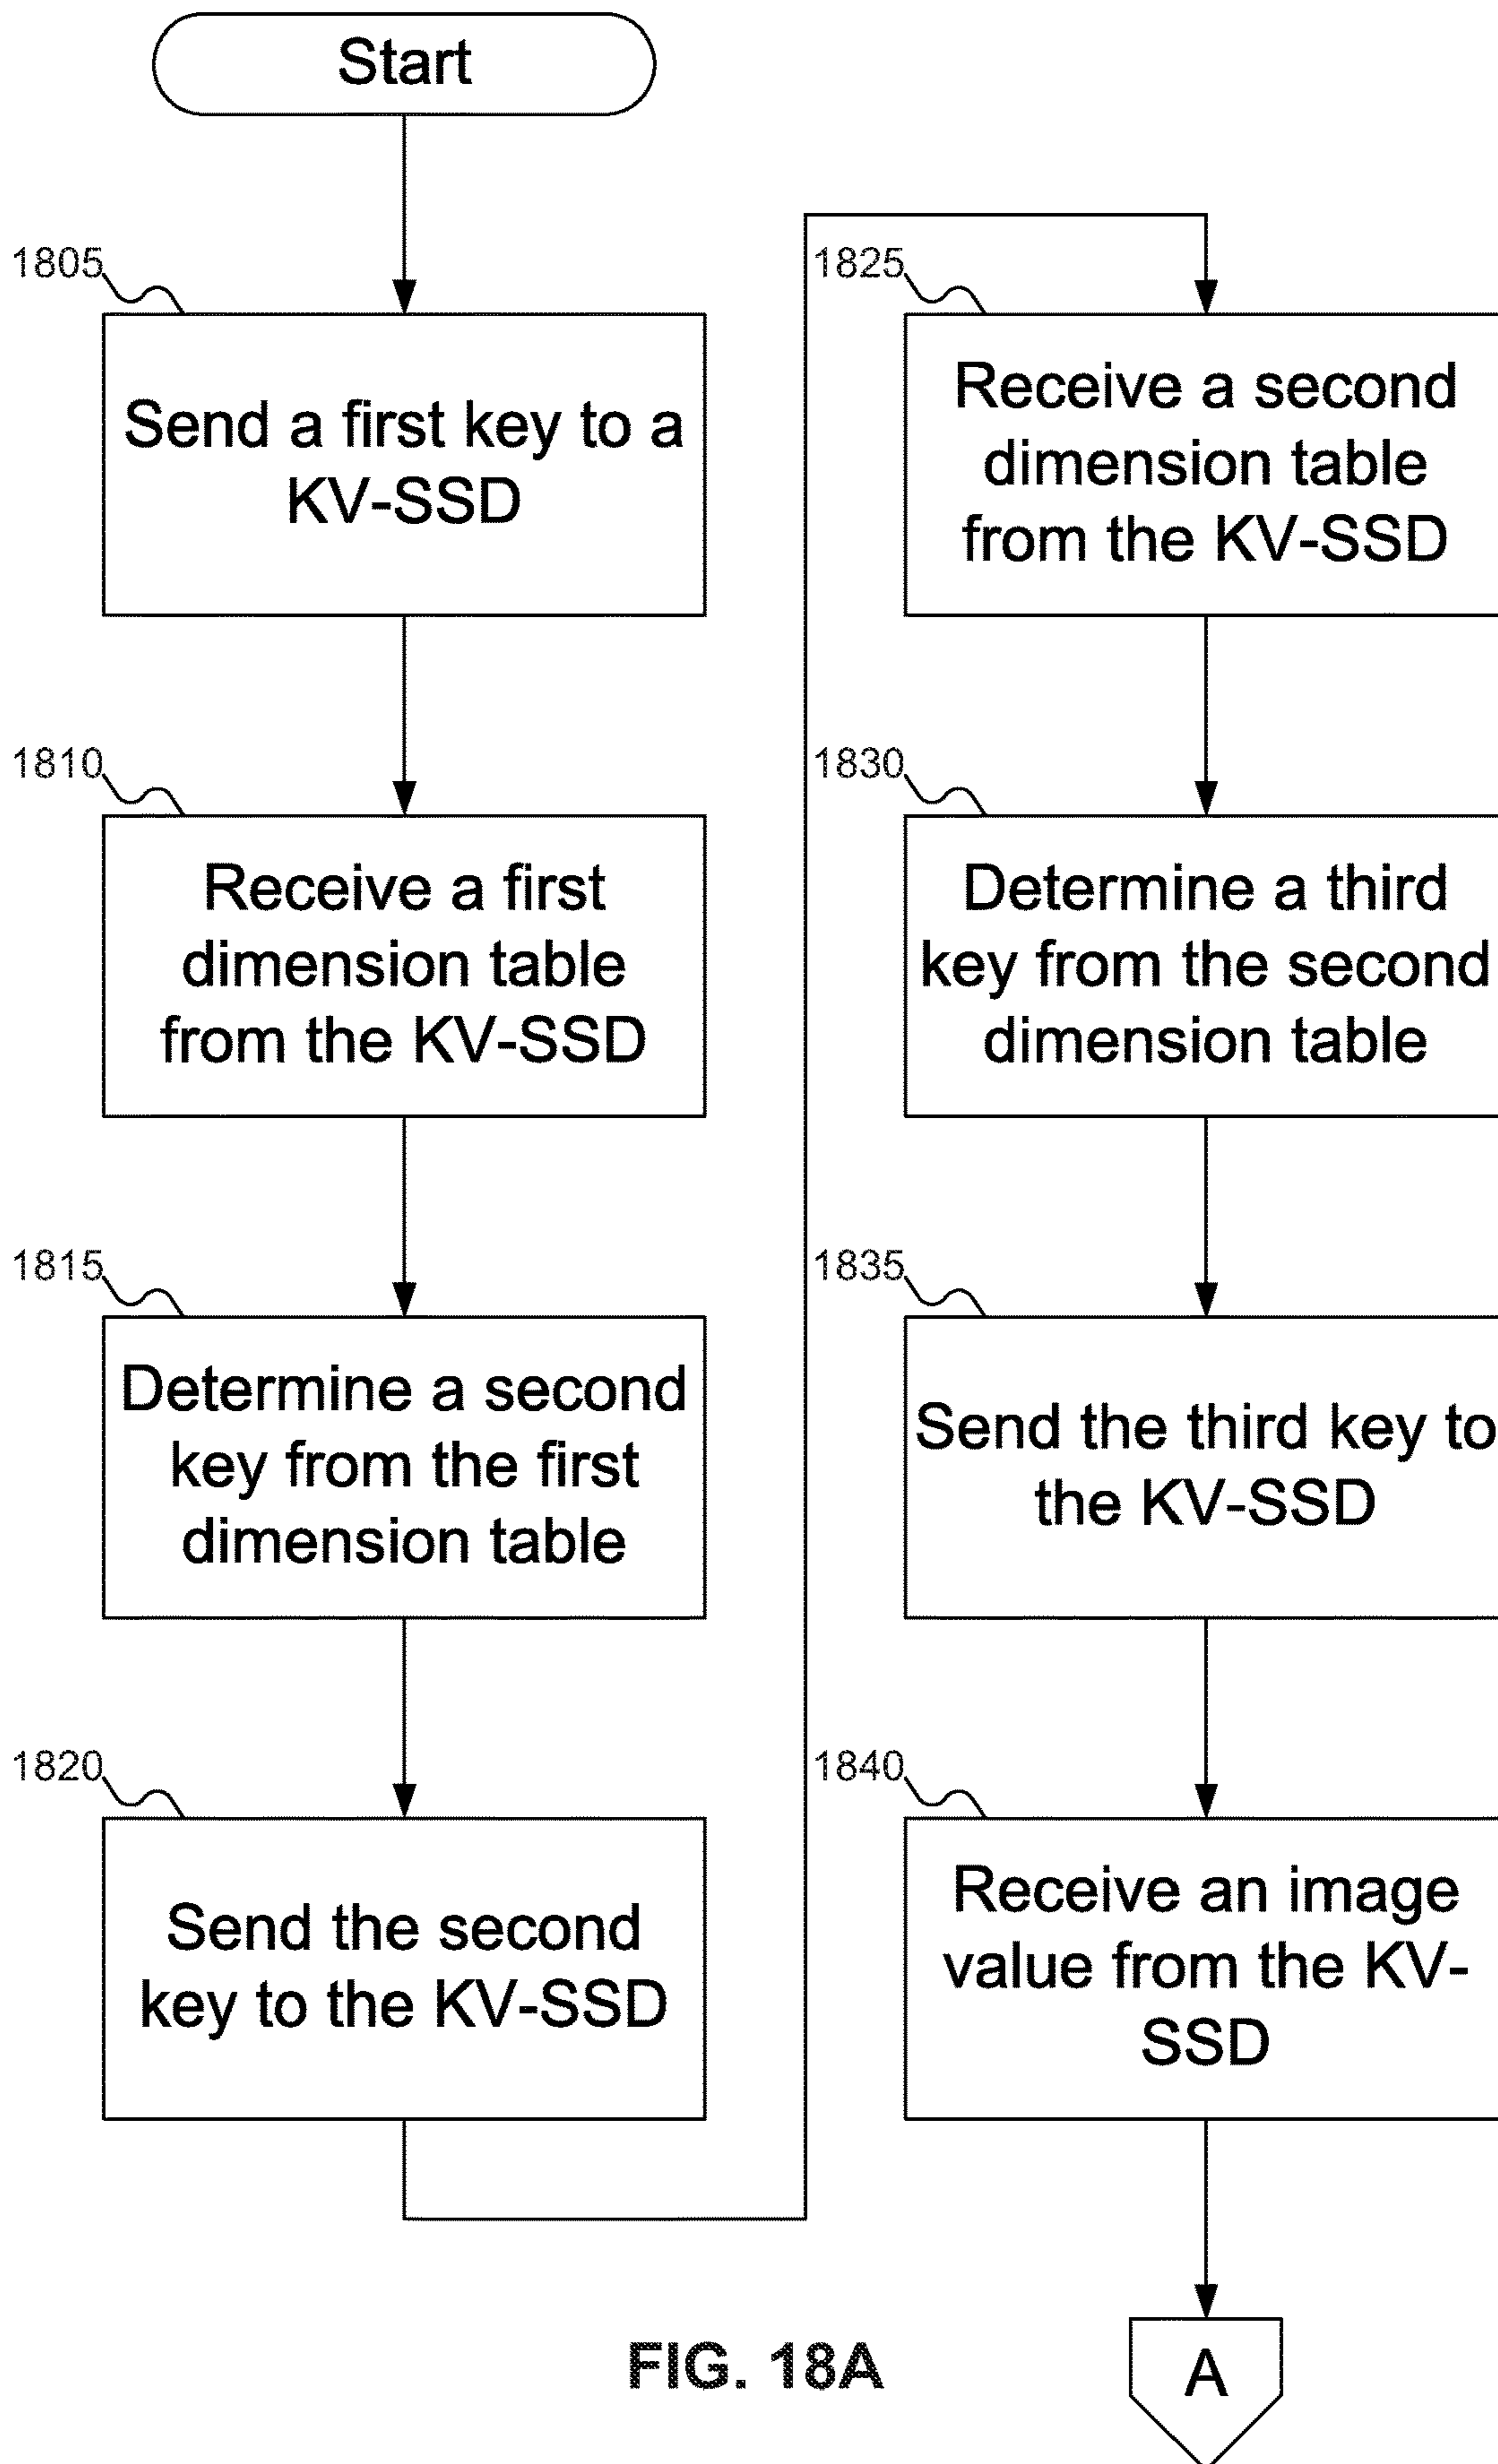 Start
1805
Send a first key to a
KV-SSD
1810
Receive a first
dimension table
from the KV-SSD
1815
Determine a second
key from the first
dimension table
1820
Send the second
key to the KV-SSD
1825
Receive a second
dimension table
from the KV-SSD
1830
Determine a third
key from the second
dimension table
1835
Send the third key to
the KV-SSD
1840
Receive an image
value from the KV-
SSD
A
FIG. 18A